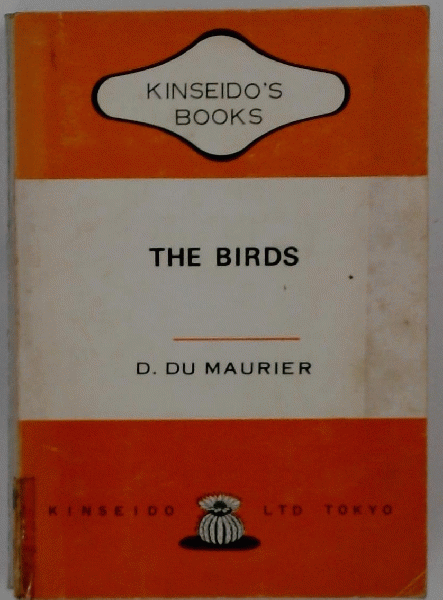 KINSEIDO'S
BOOKS
THE BIRDS
D. DU MAURIER
KINSEIDO LTD TOKYO